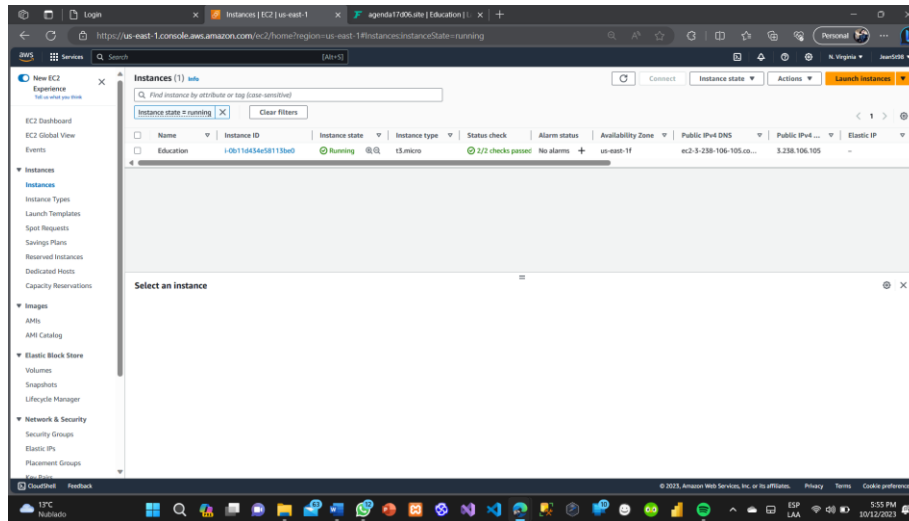 Login
Instances | EC2 | us-east-1
agenda17d06.site | Education | L
https://us-east-1.console.aws.amazon.com/ec2/home?region=us-east-1#Instances:instanceState=running
Personal
aws
Services
Search
[Alt+S]
N. Virginia
JeanSt98
New EC2 Experience
Tell us what you think
EC2 Dashboard
EC2 Global View
Events
Instances
Instances
Instance Types
Launch Templates
Spot Requests
Savings Plans
Reserved Instances
Dedicated Hosts
Capacity Reservations
Images
AMIs
AMI Catalog
Elastic Block Store
Volumes
Snapshots
Lifecycle Manager
Network & Security
Security Groups
Elastic IPs
Placement Groups
Key Pairs
Instances (1) Info
Connect
Instance state
Actions
Launch instances
Find instance by attribute or tag (case-sensitive)
Instance state = running
Clear filters
1
Name Instance ID Instance state Instance type Status check Alarm status Availability Zone Public IPv4 DNS Public IPv4 ... Elastic IP
Education i-0b11d434e58113be0 Running t3.micro 2/2 checks passed No alarms + us-east-1f ec2-3-238-106-105.co... 3.238.106.105 –
Select an instance
CloudShell Feedback
© 2023, Amazon Web Services, Inc. or its affiliates. Privacy Terms Cookie preferences
13°C
Nublado
ESP
LAA
5:55 PM
10/12/2023